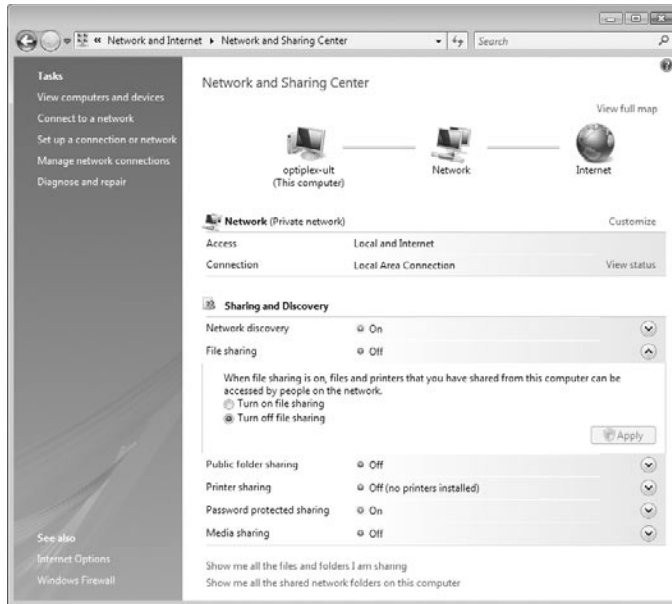 « Network and Internet ▸ Network and Sharing Center
Search
Tasks
View computers and devices
Connect to a network
Set up a connection or network
Manage network connections
Diagnose and repair
See also
Internet Options
Windows Firewall
Network and Sharing Center
View full map
optiplex-ult
(This computer)
Network
Internet
Network (Private network)
Customize
Access Local and Internet
Connection Local Area Connection View status
Sharing and Discovery
Network discovery On
File sharing Off
When file sharing is on, files and printers that you have shared from this computer can be
accessed by people on the network.
Turn on file sharing
Turn off file sharing
Apply
Public folder sharing Off
Printer sharing Off (no printers installed)
Password protected sharing On
Media sharing Off
Show me all the files and folders I am sharing
Show me all the shared network folders on this computer